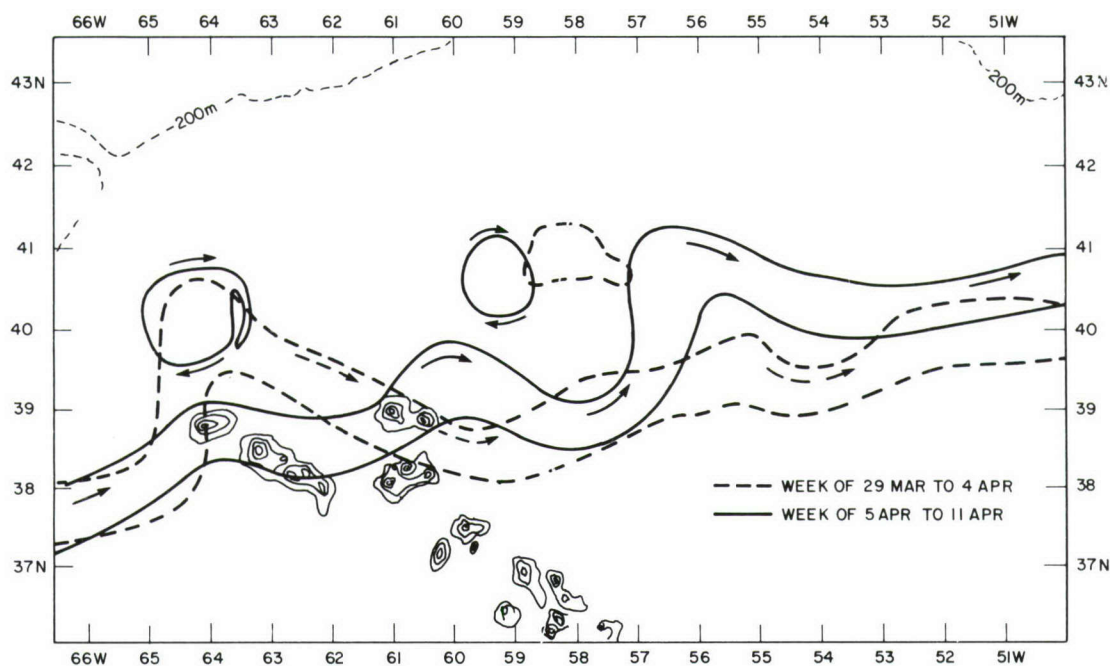 66W 65 64 63 62 61 60 59 58 57 56 55 54 53 52 51W
43N 43N
200m 200m
42 42
41 41
40 40
39 39
38 38
WEEK OF 29 MAR TO 4 APR
WEEK OF 5 APR TO 11 APR
37N 37N
66W 65 64 63 62 61 60 59 58 57 56 55 54 53 52 51W